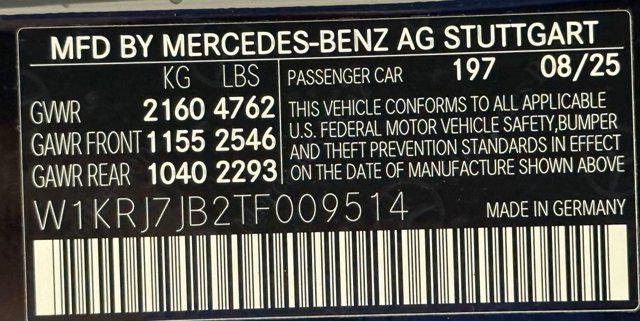 MFD BY MERCEDES-BENZ AG STUTTGART
KG LBS
GVWR 2160 4762
GAWR FRONT 1155 2546
GAWR REAR 1040 2293
PASSENGER CAR 197 08/25
THIS VEHICLE CONFORMS TO ALL APPLICABLE
U.S. FEDERAL MOTOR VEHICLE SAFETY,BUMPER
AND THEFT PREVENTION STANDARDS IN EFFECT
ON THE DATE OF MANUFACTURE SHOWN ABOVE
W1KRJ7JB2TF009514
MADE IN GERMANY